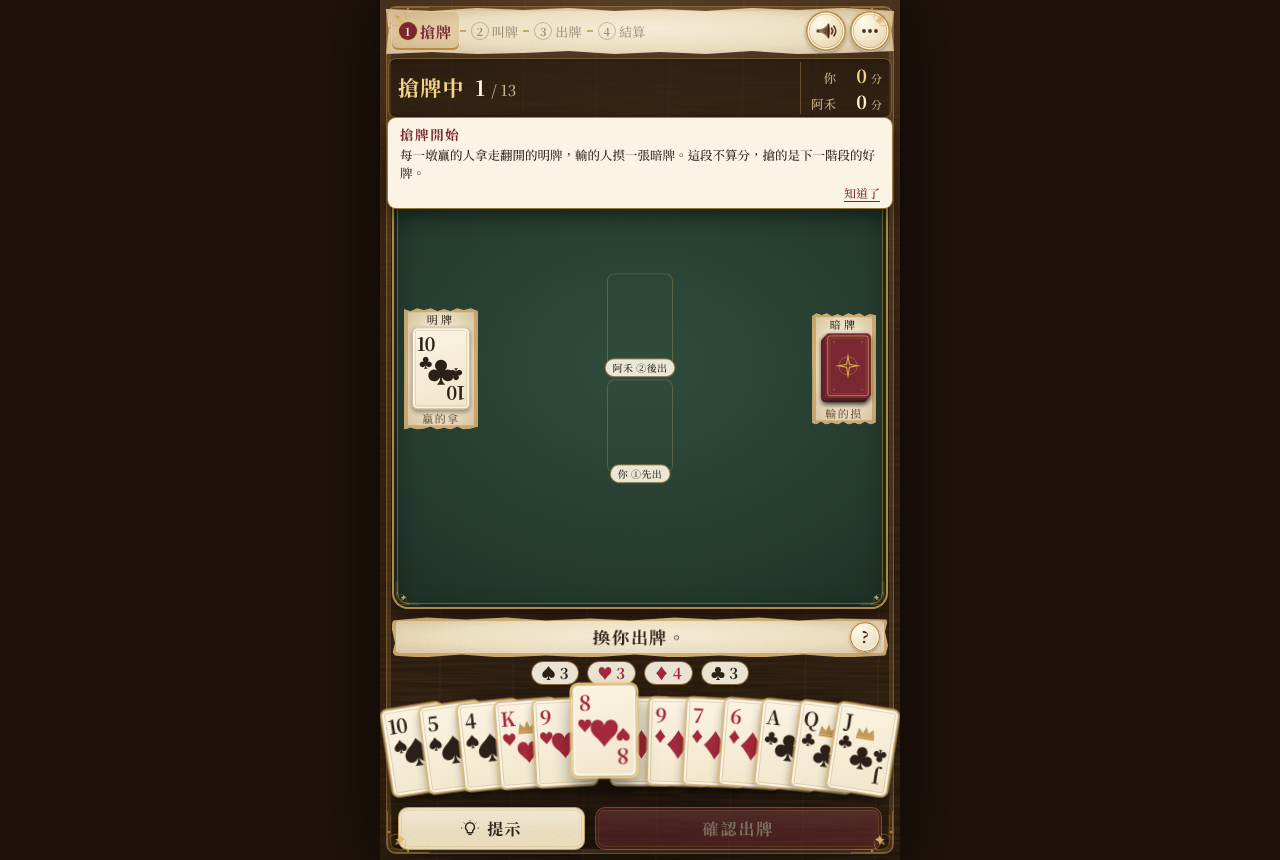 1 搶牌 2 叫牌 3 出牌 4 結算
搶牌中 1 / 13
你 0 分
阿禾 0 分
搶牌開始
每一墩贏的人拿走翻開的明牌，輸的人摸一張暗牌。這段不算分，搶的是下一階段的好
牌。
知道了
明牌
10
10
贏的拿
暗牌
輸的摸
阿禾 ②後出
你 ①先出
換你出牌。
?
♠ 3 ♥ 3 ♦ 4 ♣ 3
10 5 4 K 9 8 9 7 6 A Q J
8
J
提示
確認出牌